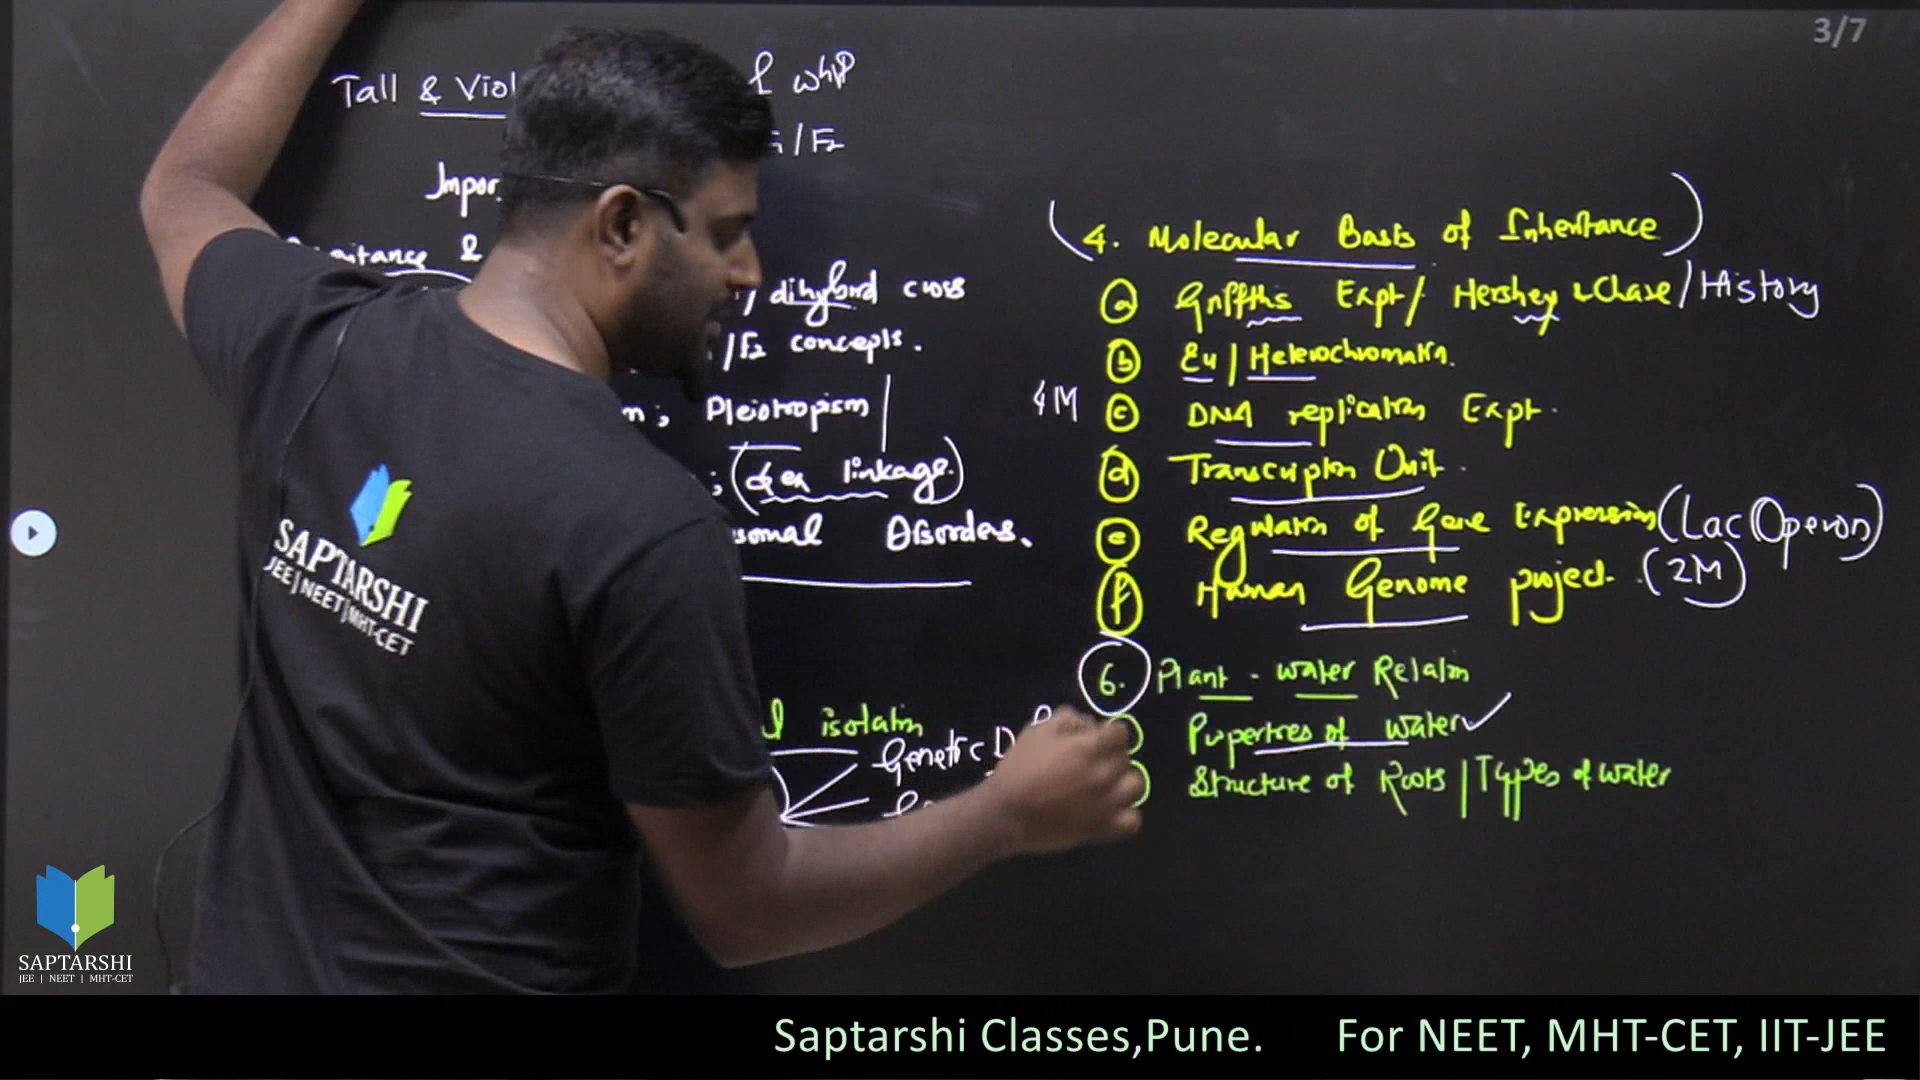 3/7
Tall & Viol
F2
Impor
itance &
/ dihybrid cross
/F2 concepts.
; Pleiotropism
; sex linkage.
somal Disorders.
isolation
Genetic D
4. Molecular Basis of Inheritance
a Griffiths Expt / Hershey & Chase / History
b Eu / Heterochromatin.
4M c DNA replication Expt.
d Transcription Unit.
e Regulation of Gene Expression (Lac Operon)
f Human Genome project. (2M)
6. Plant - water Relation
Properties of water
Structure of Roots | Types of water
SAPTARSHI
JEE | NEET | MHT-CET
SAPTARSHI
JEE | NEET | MHT-CET
Saptarshi Classes,Pune. For NEET, MHT-CET, IIT-JEE